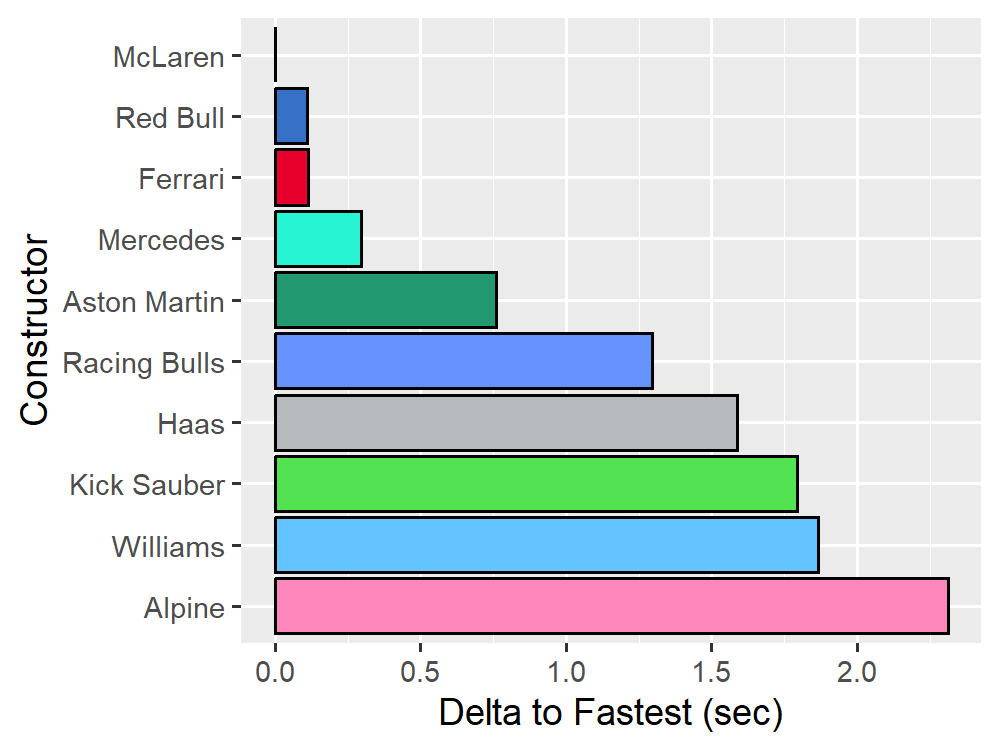 Constructor
McLaren
Red Bull
Ferrari
Mercedes
Aston Martin
Racing Bulls
Haas
Kick Sauber
Williams
Alpine
0.0 0.5 1.0 1.5 2.0
Delta to Fastest (sec)